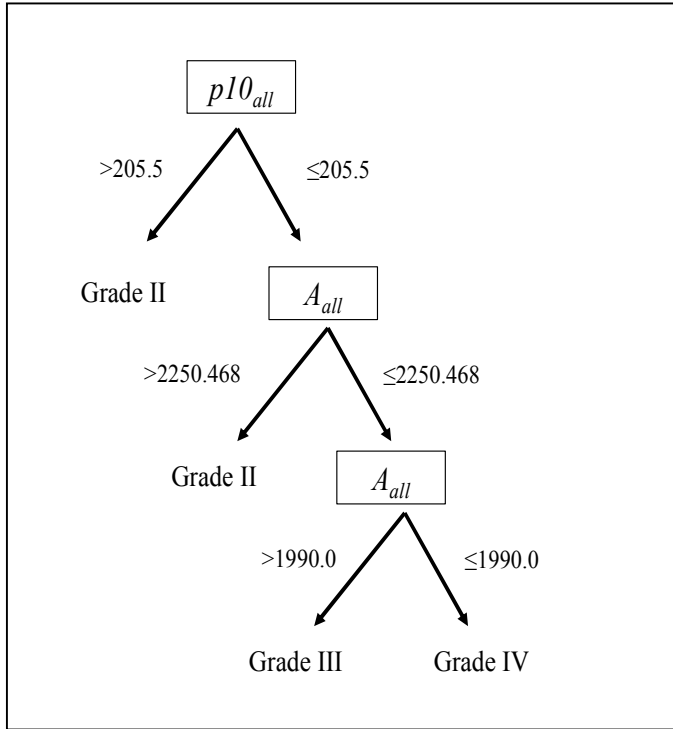 p10all
>205.5
≤205.5
Grade II
Aall
>2250.468
≤2250.468
Grade II
Aall
>1990.0
≤1990.0
Grade III
Grade IV